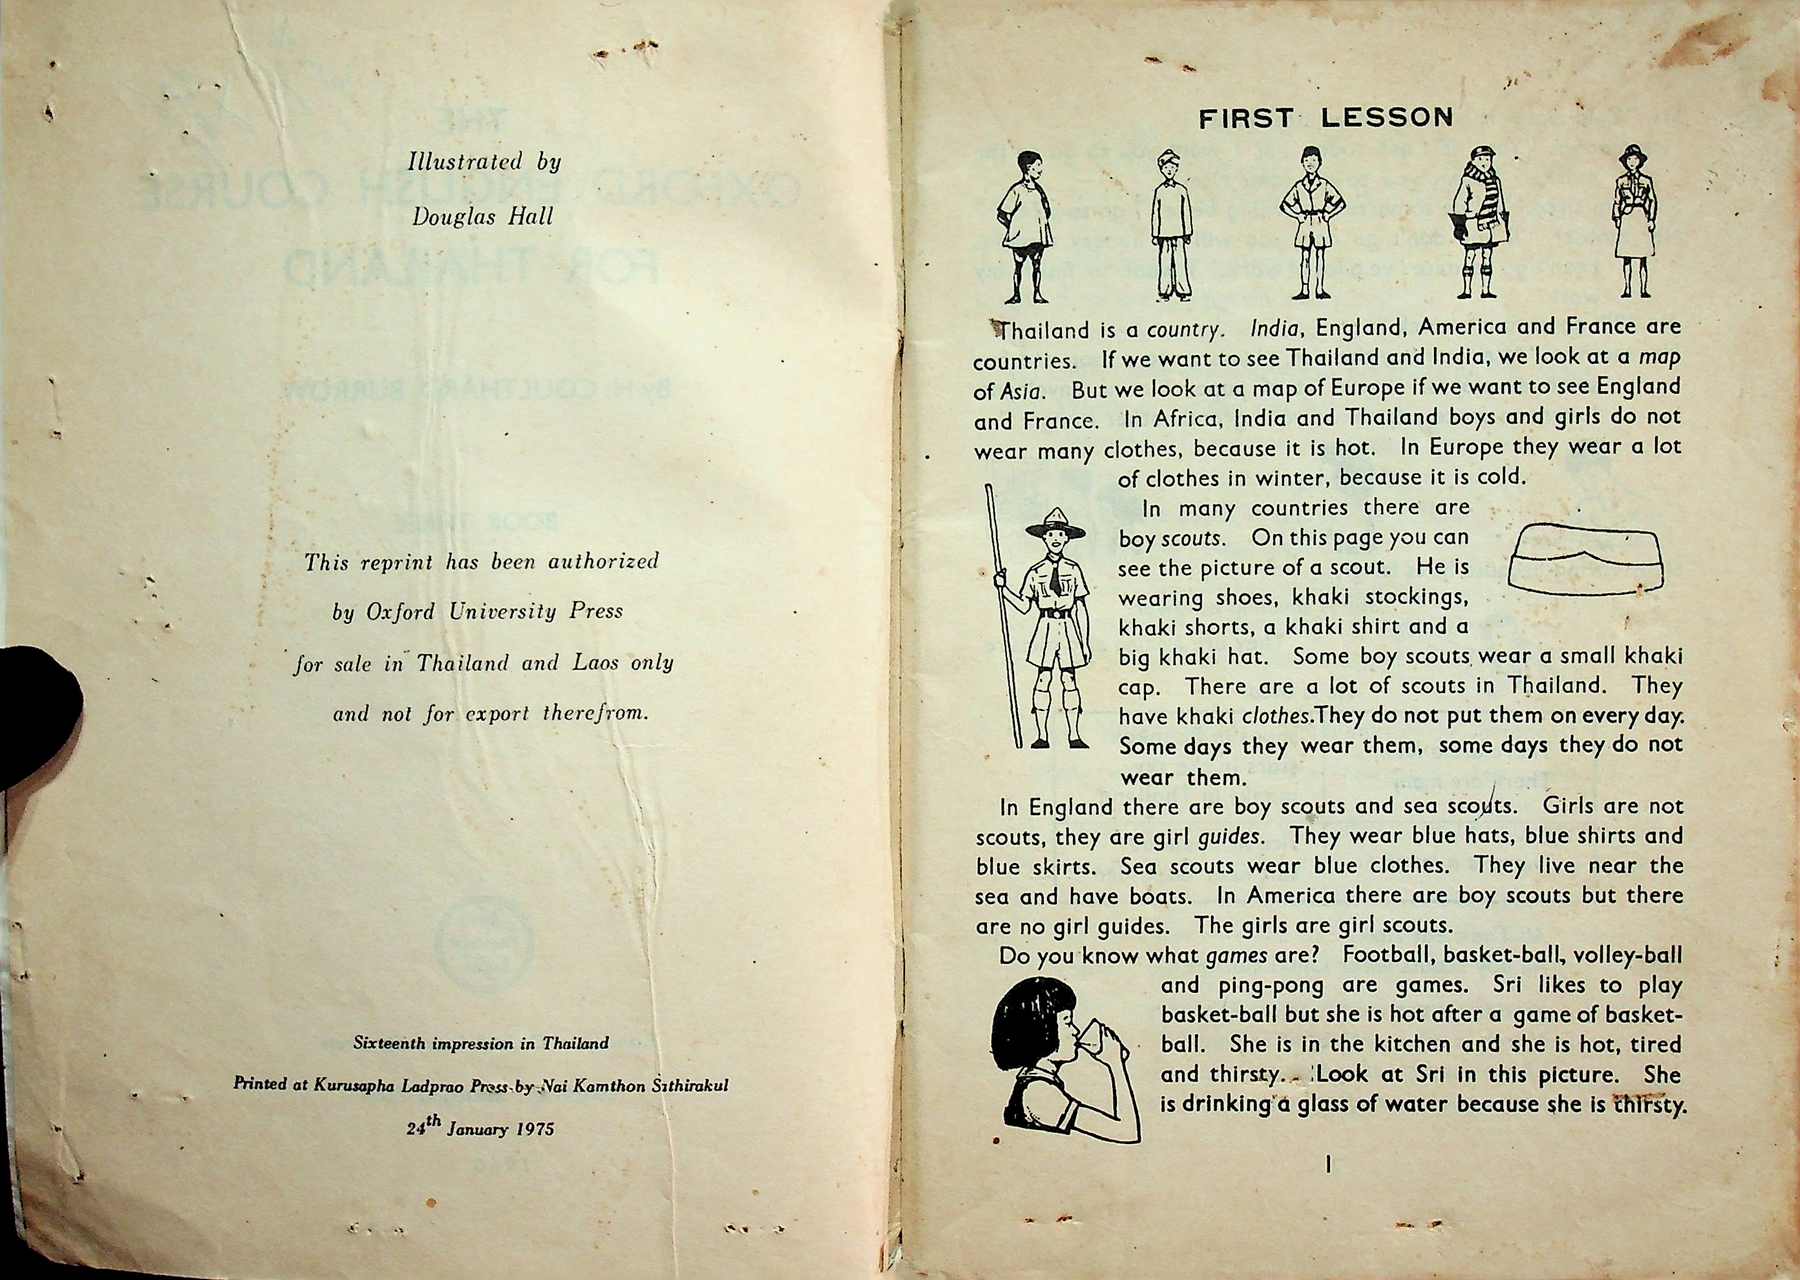 Illustrated by
Douglas Hall
This reprint has been authorized
by Oxford University Press
for sale in Thailand and Laos only
and not for export therefrom.
Sixteenth impression in Thailand
Printed at Kurusapha Ladprao Press by Nai Kamthon Sithirakul
24th January 1975
FIRST LESSON
Thailand is a country. India, England, America and France are
countries. If we want to see Thailand and India, we look at a map
of Asia. But we look at a map of Europe if we want to see England
and France. In Africa, India and Thailand boys and girls do not
wear many clothes, because it is hot. In Europe they wear a lot
of clothes in winter, because it is cold.
In many countries there are
boy scouts. On this page you can
see the picture of a scout. He is
wearing shoes, khaki stockings,
khaki shorts, a khaki shirt and a
big khaki hat. Some boy scouts wear a small khaki
cap. There are a lot of scouts in Thailand. They
have khaki clothes.They do not put them on every day.
Some days they wear them, some days they do not
wear them.
In England there are boy scouts and sea scouts. Girls are not
scouts, they are girl guides. They wear blue hats, blue shirts and
blue skirts. Sea scouts wear blue clothes. They live near the
sea and have boats. In America there are boy scouts but there
are no girl guides. The girls are girl scouts.
Do you know what games are? Football, basket-ball, volley-ball
and ping-pong are games. Sri likes to play
basket-ball but she is hot after a game of basket-
ball. She is in the kitchen and she is hot, tired
and thirsty. Look at Sri in this picture. She
is drinking a glass of water because she is thirsty.
1